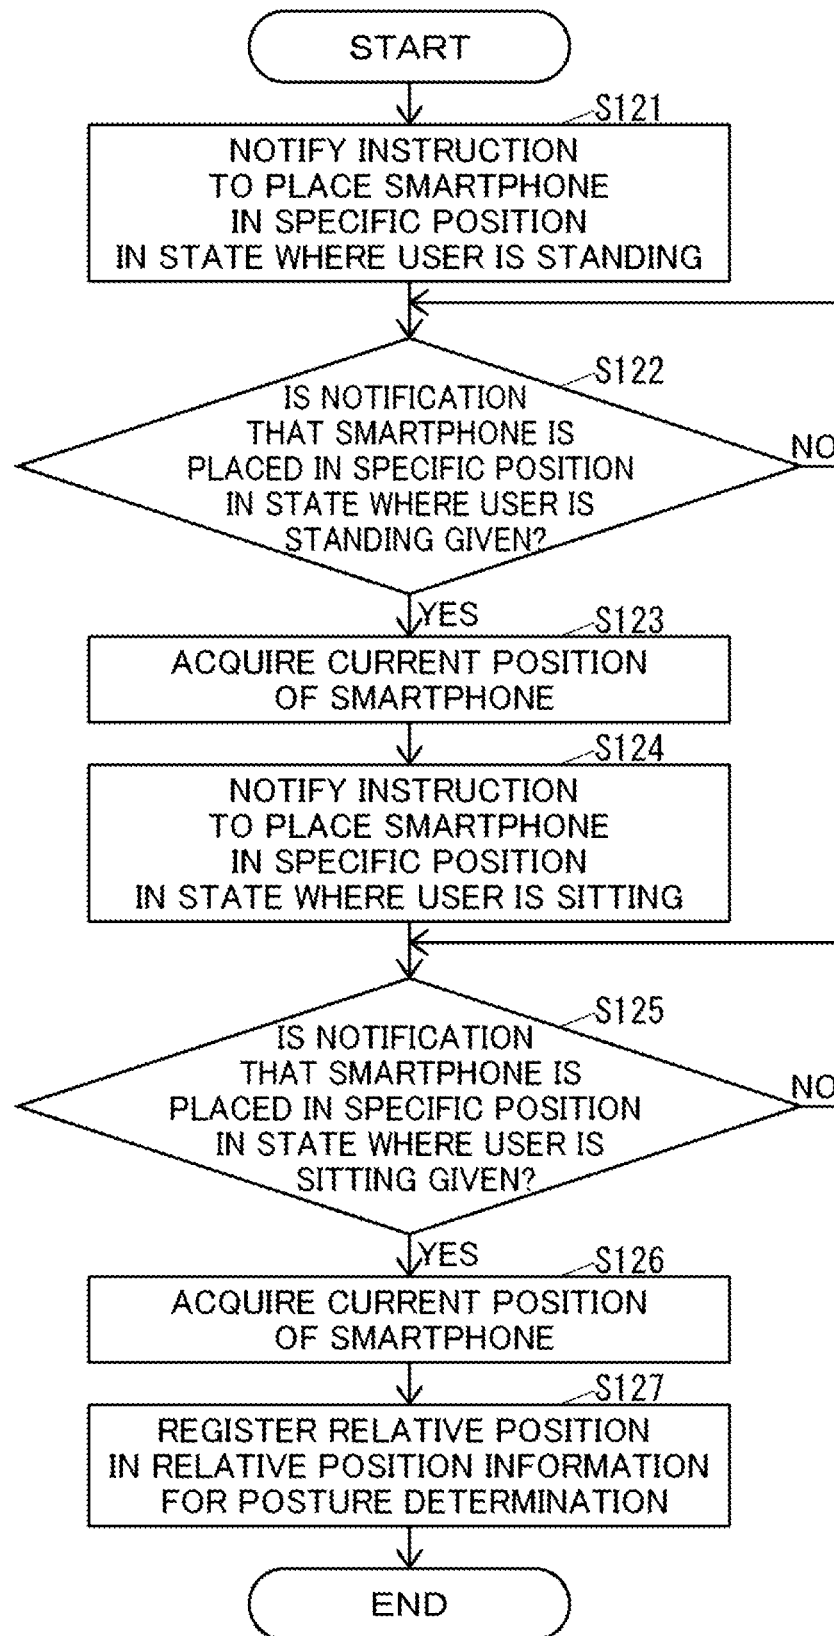 START
S121
NOTIFY INSTRUCTION
TO PLACE SMARTPHONE
IN SPECIFIC POSITION
IN STATE WHERE USER IS STANDING
S122
IS NOTIFICATION
THAT SMARTPHONE IS
PLACED IN SPECIFIC POSITION
IN STATE WHERE USER IS
STANDING GIVEN?
NO
YES
S123
ACQUIRE CURRENT POSITION
OF SMARTPHONE
S124
NOTIFY INSTRUCTION
TO PLACE SMARTPHONE
IN SPECIFIC POSITION
IN STATE WHERE USER IS SITTING
S125
IS NOTIFICATION
THAT SMARTPHONE IS
PLACED IN SPECIFIC POSITION
IN STATE WHERE USER IS
SITTING GIVEN?
NO
YES
S126
ACQUIRE CURRENT POSITION
OF SMARTPHONE
S127
REGISTER RELATIVE POSITION
IN RELATIVE POSITION INFORMATION
FOR POSTURE DETERMINATION
END